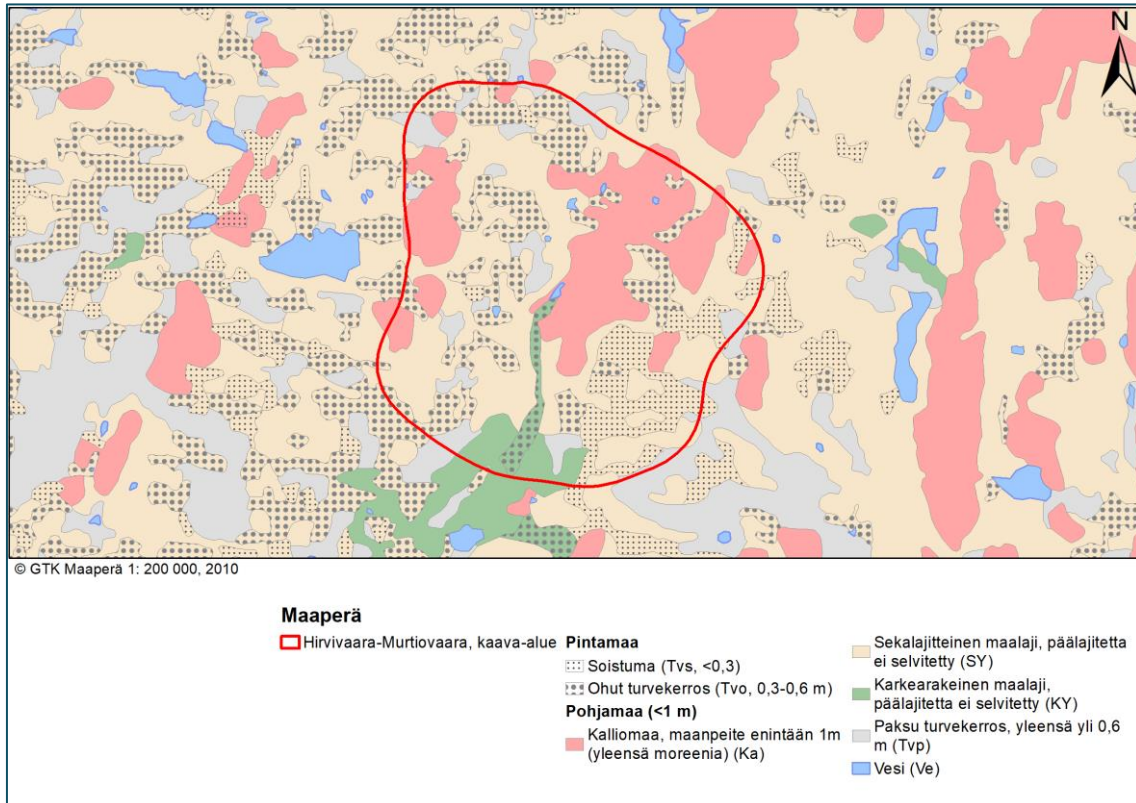 N
© GTK Maaperä 1: 200 000, 2010
Maaperä
Hirvivaara-Murtiovaara, kaava-alue
Pintamaa
Soistuma (Tvs, <0,3)
Ohut turvekerros (Tvo, 0,3-0,6 m)
Pohjamaa (<1 m)
Kalliomaa, maanpeite enintään 1m
(yleensä moreenia) (Ka)
Sekalajitteinen maalaji, päälajitetta
ei selvitetty (SY)
Karkearakeinen maalaji,
päälajitetta ei selvitetty (KY)
Paksu turvekerros, yleensä yli 0,6
m (Tvp)
Vesi (Ve)